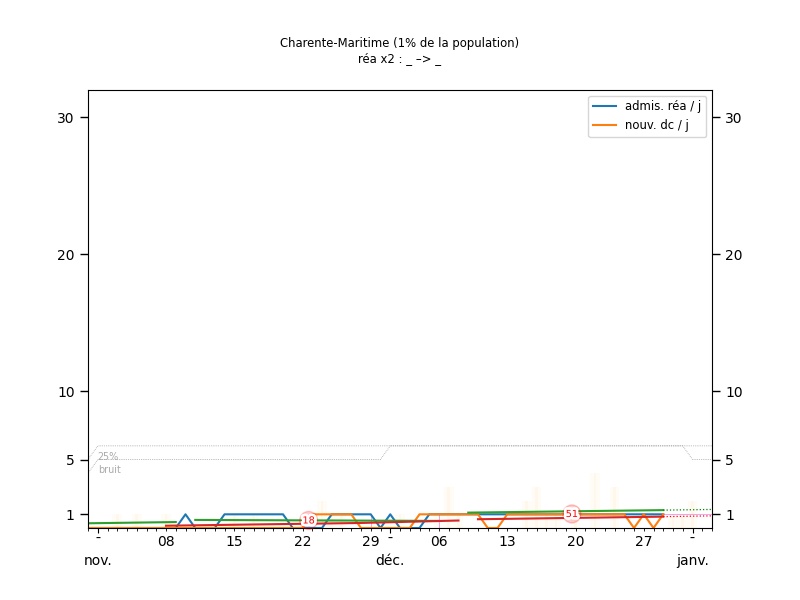 Charente-Maritime (1% de la population)
réa x2 : _ –> _
admis. réa / j
nouv. dc / j
30 30
20 20
10 10
5 5
25%
bruit
1 18 51 1
- 08 15 22 29 - 06 13 20 27 -
nov. déc. janv.